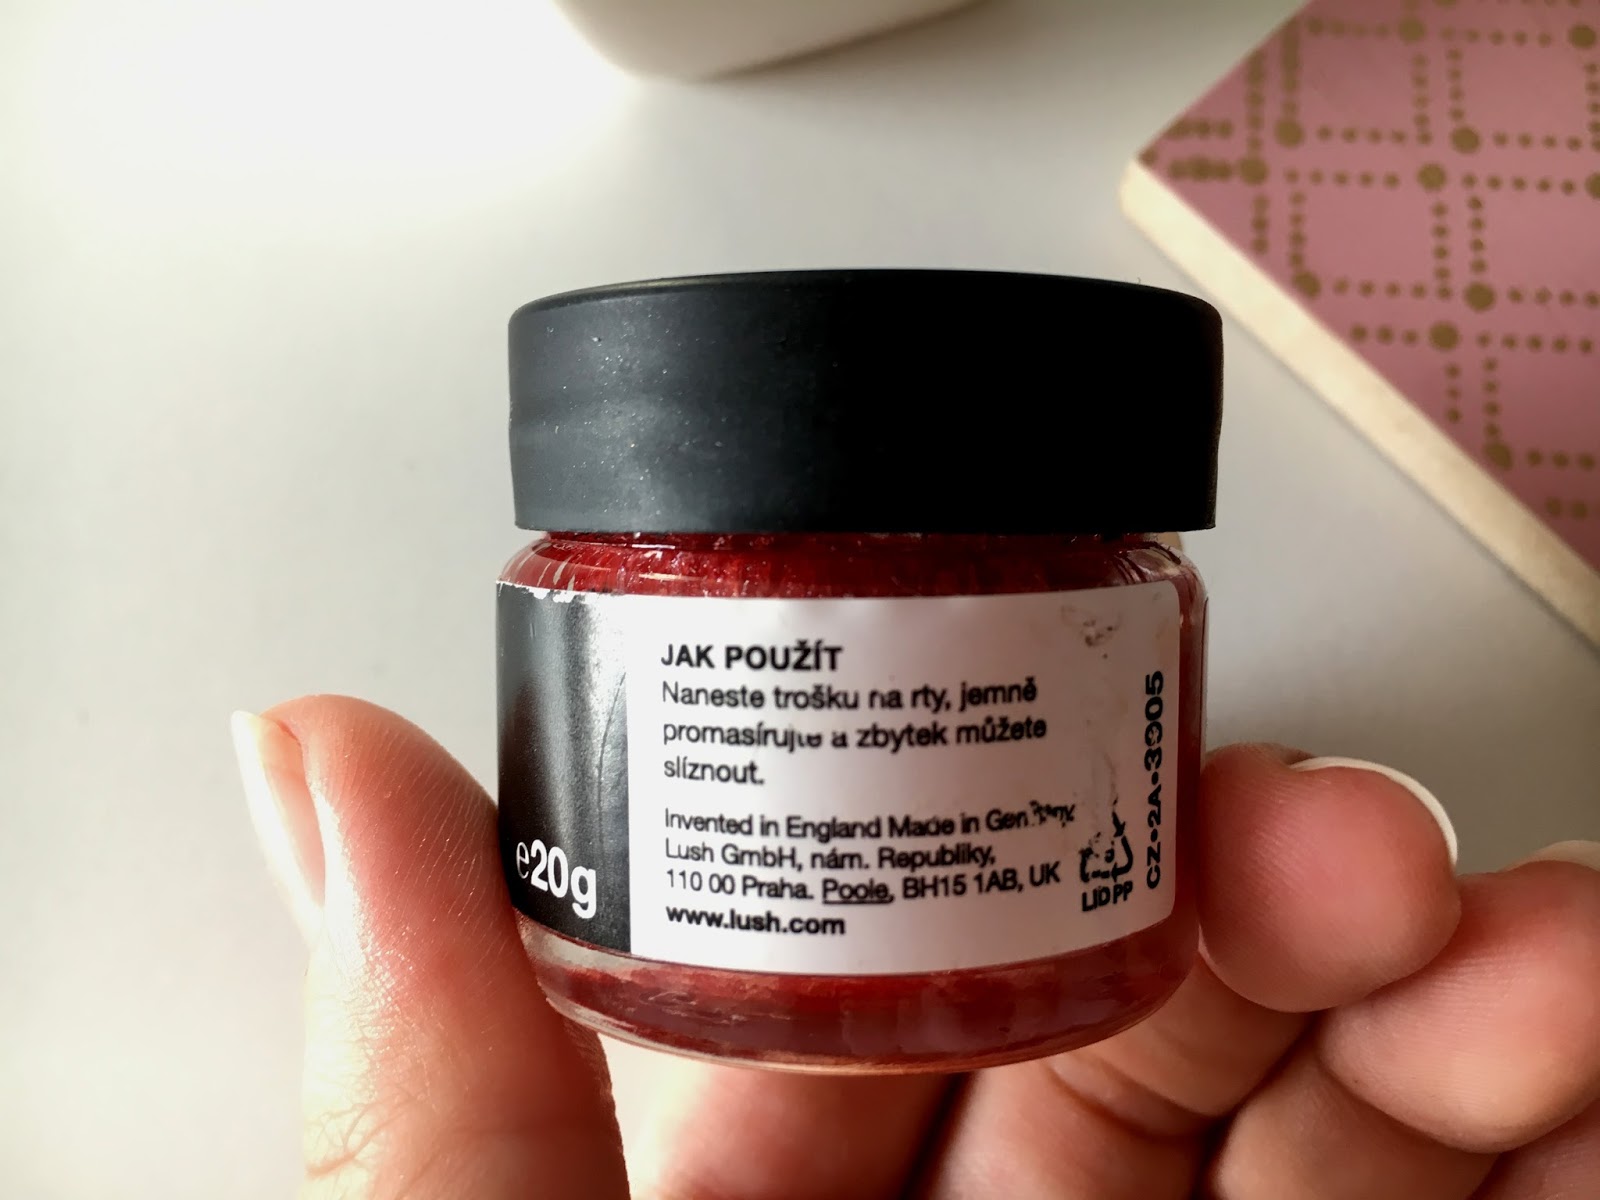 JAK POUŽÍT
Naneste trošku na rty, jemně
promasírujte a zbytek můžete
slíznout.
Invented in England Made in Germany.
Lush GmbH, nám. Republiky,
110 00 Praha. Poole, BH15 1AB, UK
www.lush.com
e20g
LID PP
CZ•2A•3905